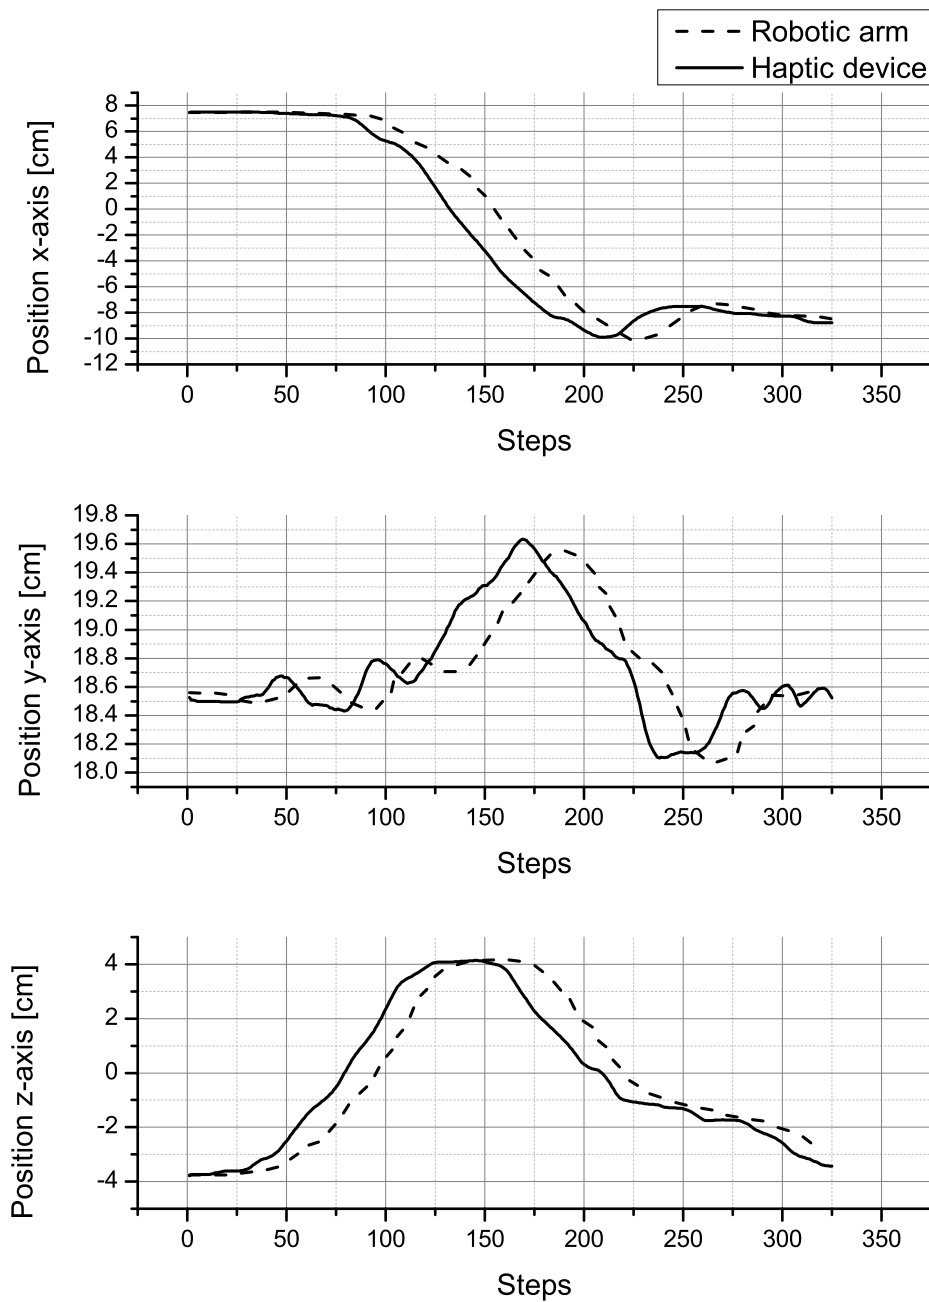 Robotic arm
Haptic device
Position x-axis [cm]
8
6
4
2
0
-2
-4
-6
-8
-10
-12
0 50 100 150 200 250 300 350
Steps
Position y-axis [cm]
19.8
19.6
19.4
19.2
19.0
18.8
18.6
18.4
18.2
18.0
0 50 100 150 200 250 300 350
Steps
Position z-axis [cm]
4
2
0
-2
-4
0 50 100 150 200 250 300 350
Steps